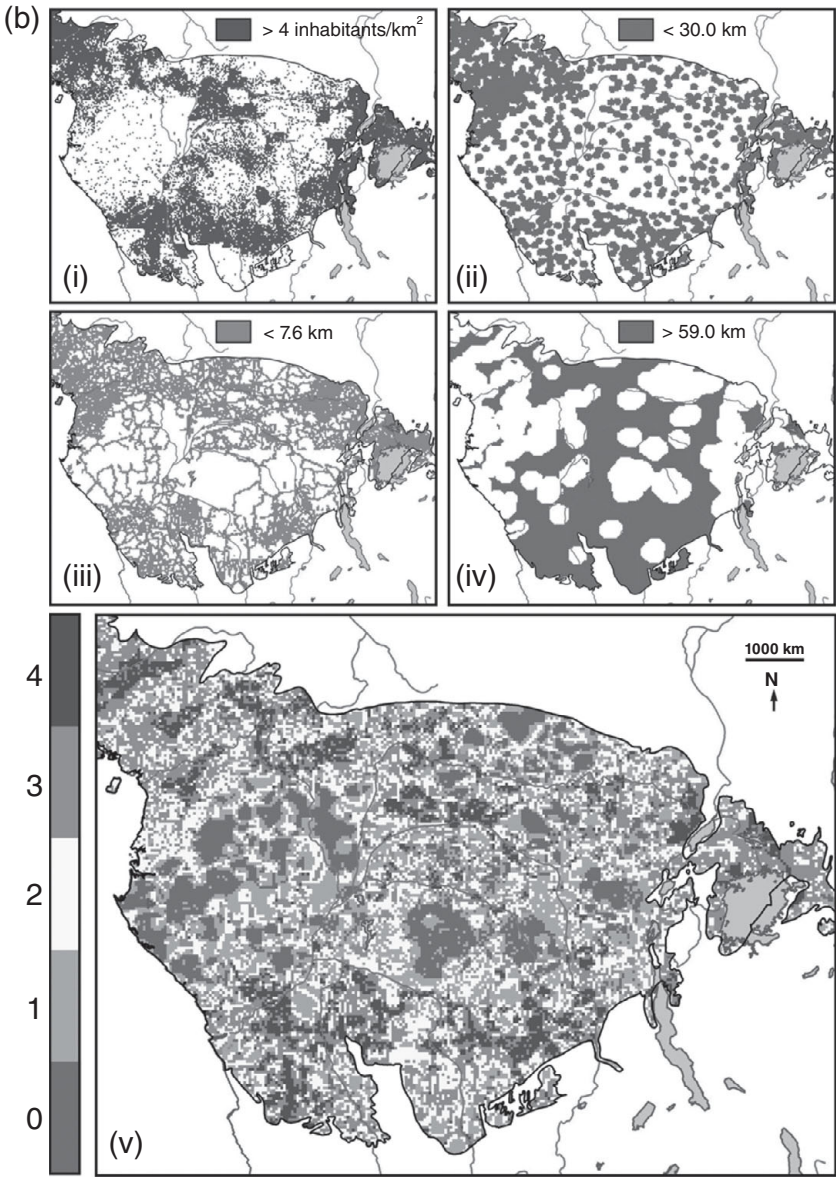 (b)
> 4 inhabitants/km²
(i)
< 30.0 km
(ii)
< 7.6 km
(iii)
> 59.0 km
(iv)
4
3
2
1
0
1000 km
N
(v)